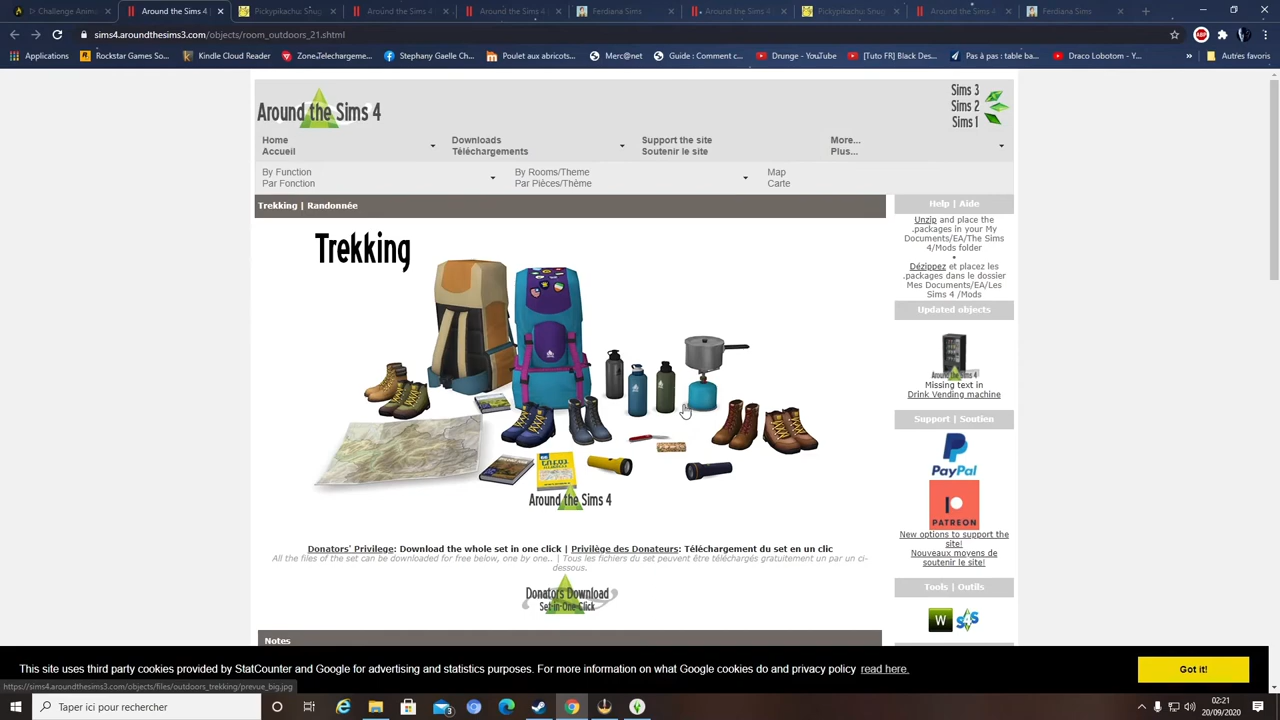 Anima
Around the Sims 4
Pickypikachu: Snug
Around the Sims 4
Around the Sims 4
Ferdiana Sims
Around the Sims 4
Pickypikachu: Snug
Ferdiana Sims
sims4.aroundthesims3.com/objects/room_outdoors_21.shtml
Applications
Rockstar Games So...
Kindle Cloud Reader
Zone.Telechargeme...
Stephany Gaelle Ch...
Poulet aux abricots...
Merc@net
Guide : Comment c...
Drunge - YouTube
[Tuto FR] Black Des...
Pas à pas : table ba...
Draco Lobotom - Y...
»
Autres favoris
Around the Sims 4
Sims 3
Sims 2
Sims 1
Home
Accueil
Downloads
Téléchargements
Support the site
Soutenir le site
More...
Plus...
By Function
Par Fonction
By Rooms/Theme
Par Pièces/Thème
Map
Carte
Trekking | Randonnée
Trekking
Around the Sims 4
Donators' Privilege: Download the whole set in one click | Privilège des Donateurs: Téléchargement du set en un clic
All the files of the set can be downloaded for free below, one by one.. | Tous les fichiers du set peuvent être téléchargés gratuitement un par un ci-
dessous.
Donators Download
Set-in-One-Click
Notes
Help | Aide
Unzip and place the
.packages in your My
Documents/EA/The Sims
4/Mods folder
•
Dézippez et placez les
.packages dans le dossier
Mes Documents/EA/Les
Sims 4 /Mods
Updated objects
Around the Sims 4
Missing text in
Drink Vending machine
Support | Soutien
PayPal
PATREON
New options to support the
site!
Nouveaux moyens de
soutenir le site!
Tools | Outils
W
S4S
This site uses third party cookies provided by StatCounter and Google for advertising and statistics purposes. For more information on what Google cookies do and privacy policy read here.
Got it!
https://sims4.aroundthesims3.com/objects/files/outdoors_trekking/prevue_big.jpg
Taper ici pour rechercher
3
02:21
20/09/2020